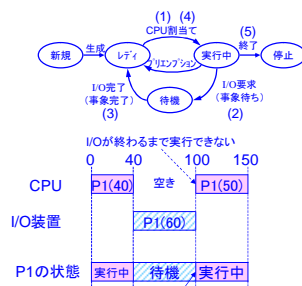 (1) (4)
CPU割当て
(5)
新規
生成
レディ
プリエンプション
実行中
終了
停止
I/O完了
(事象完了)
(3)
待機
I/O要求
(事象待ち)
(2)
I/Oが終わるまで実行できない
0 40 100 150
CPU P1(40) 空き P1(50)
I/O装置 P1(60)
P1の状態 実行中 待機 実行中